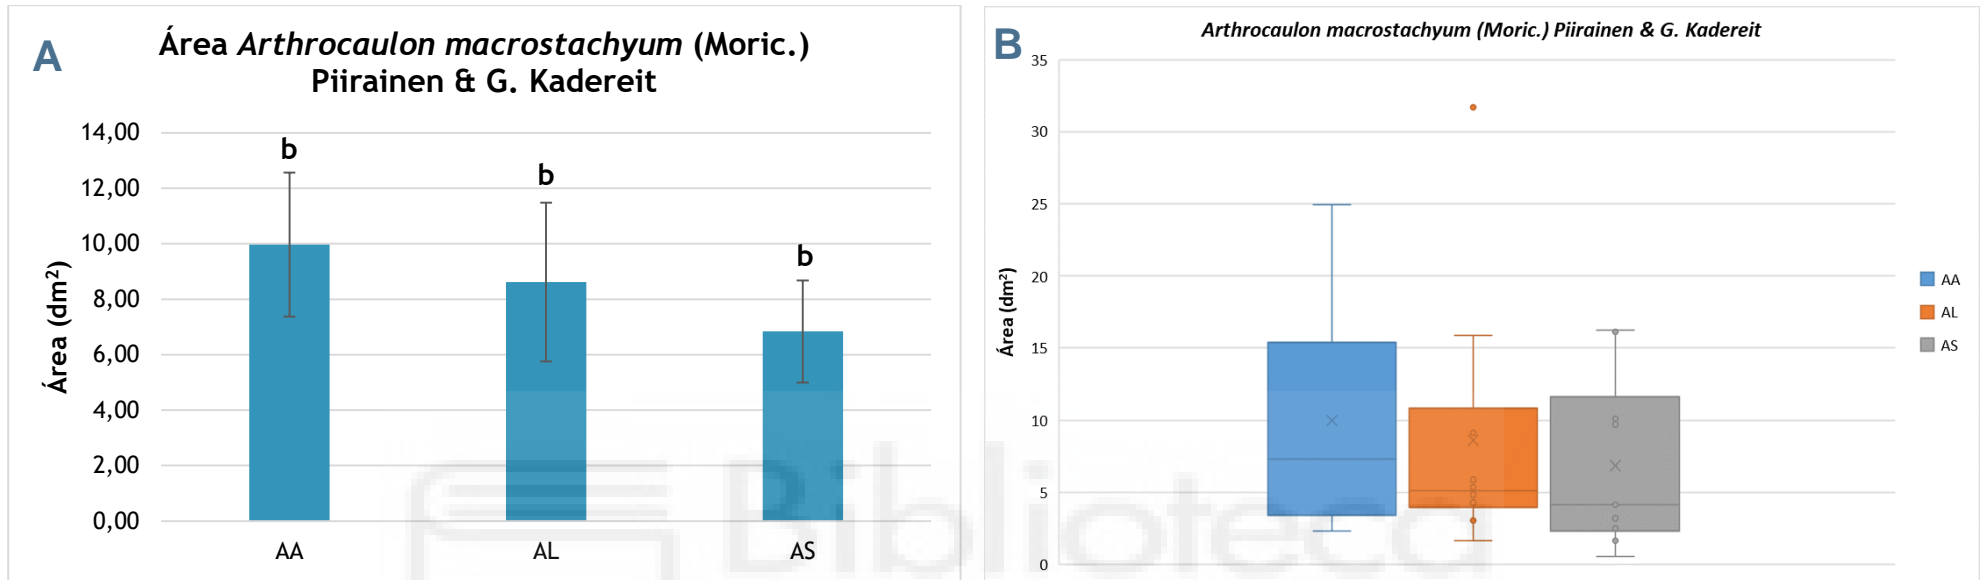 A
Área Arthrocaulon macrostachyum (Moric.)
Piirainen & G. Kadereit
Área (dm²)
14,00
12,00
10,00
8,00
6,00
4,00
2,00
0,00
b
b
b
AA
AL
AS
B
Arthrocaulon macrostachyum (Moric.) Piirainen & G. Kadereit
Área (dm²)
35
30
25
20
15
10
5
0
AA
AL
AS
Biblioteca